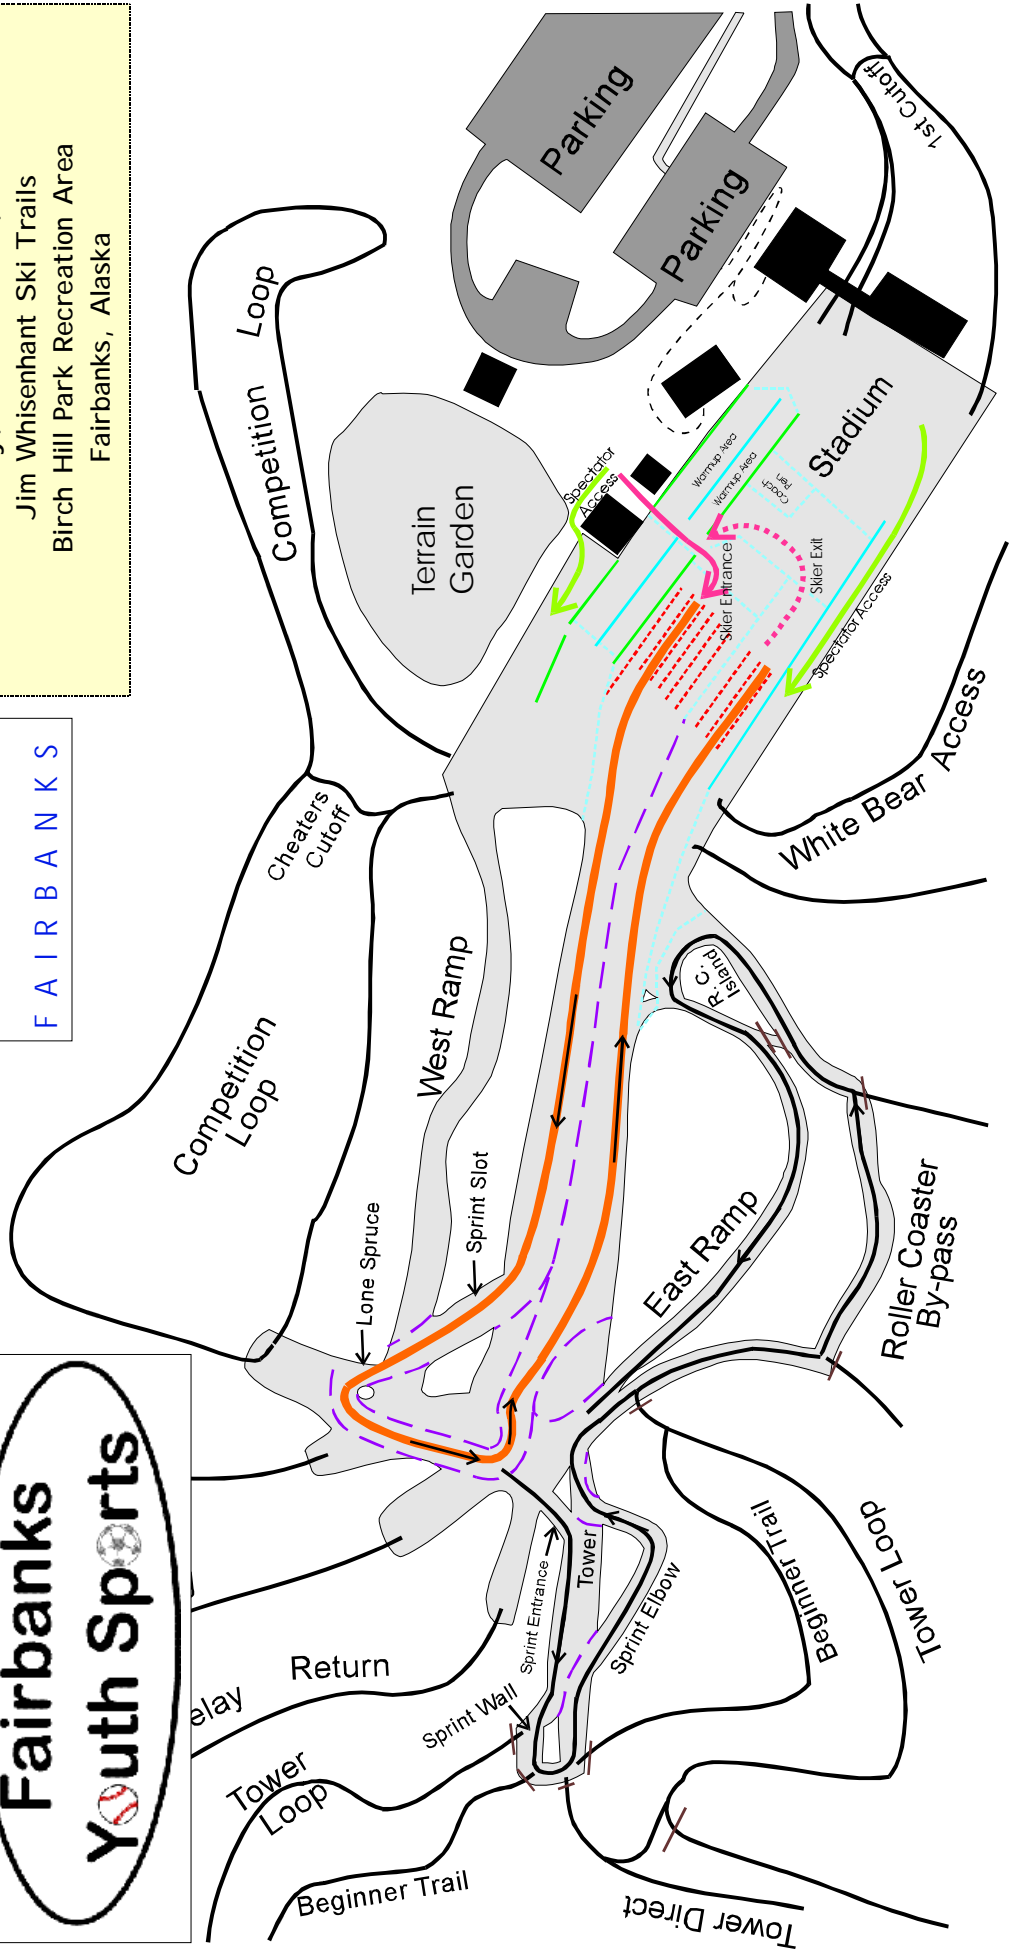 Jim Whisenhant Ski Trails
Birch Hill Park Recreation Area
Fairbanks, Alaska
FAIRBANKS
Fairbanks
Youth Sports
Parking
Parking
1st Cutoff
Competition Loop
Terrain
Garden
Spectator
Access
Warmup Area
Warmup Area
Coach
Pen
Stadium
Skier Entrance
Skier Exit
Spectator Access
White Bear Access
Cheaters
Cutoff
West Ramp
R.C.
Island
Competition
Loop
Sprint Slot
Lone Spruce
East Ramp
Roller Coaster
By-pass
Tower
Sprint Entrance
Sprint Elbow
Beginner Trail
Tower Loop
Return
elay
Sprint Wall
Tower
Loop
Beginner Trail
Tower Direct